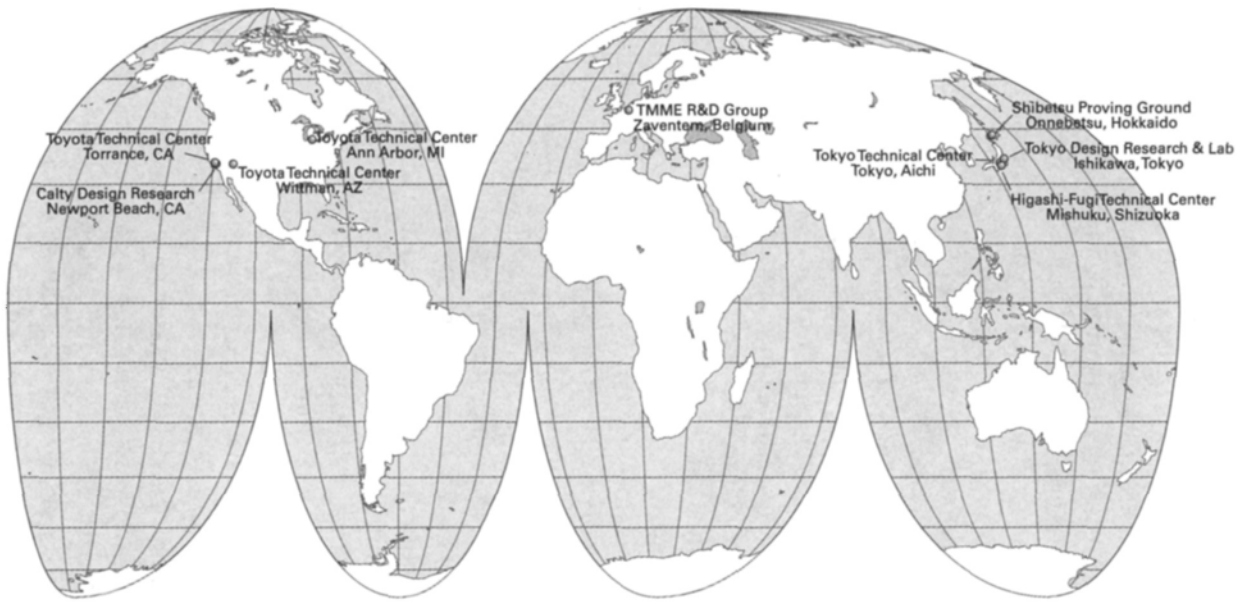 Toyota Technical Center
Torrance, CA
Calty Design Research
Newport Beach, CA
Toyota Technical Center
Ann Arbor, MI
Toyota Technical Center
Wittman, AZ
TMME R&D Group
Zaventem, Belgium
Tokyo Technical Center
Tokyo, Aichi
Shibetsu Proving Ground
Onnebetsu, Hokkaido
Tokyo Design Research & Lab
Ishikawa, Tokyo
Higashi-Fugi Technical Center
Mishuku, Shizuoka